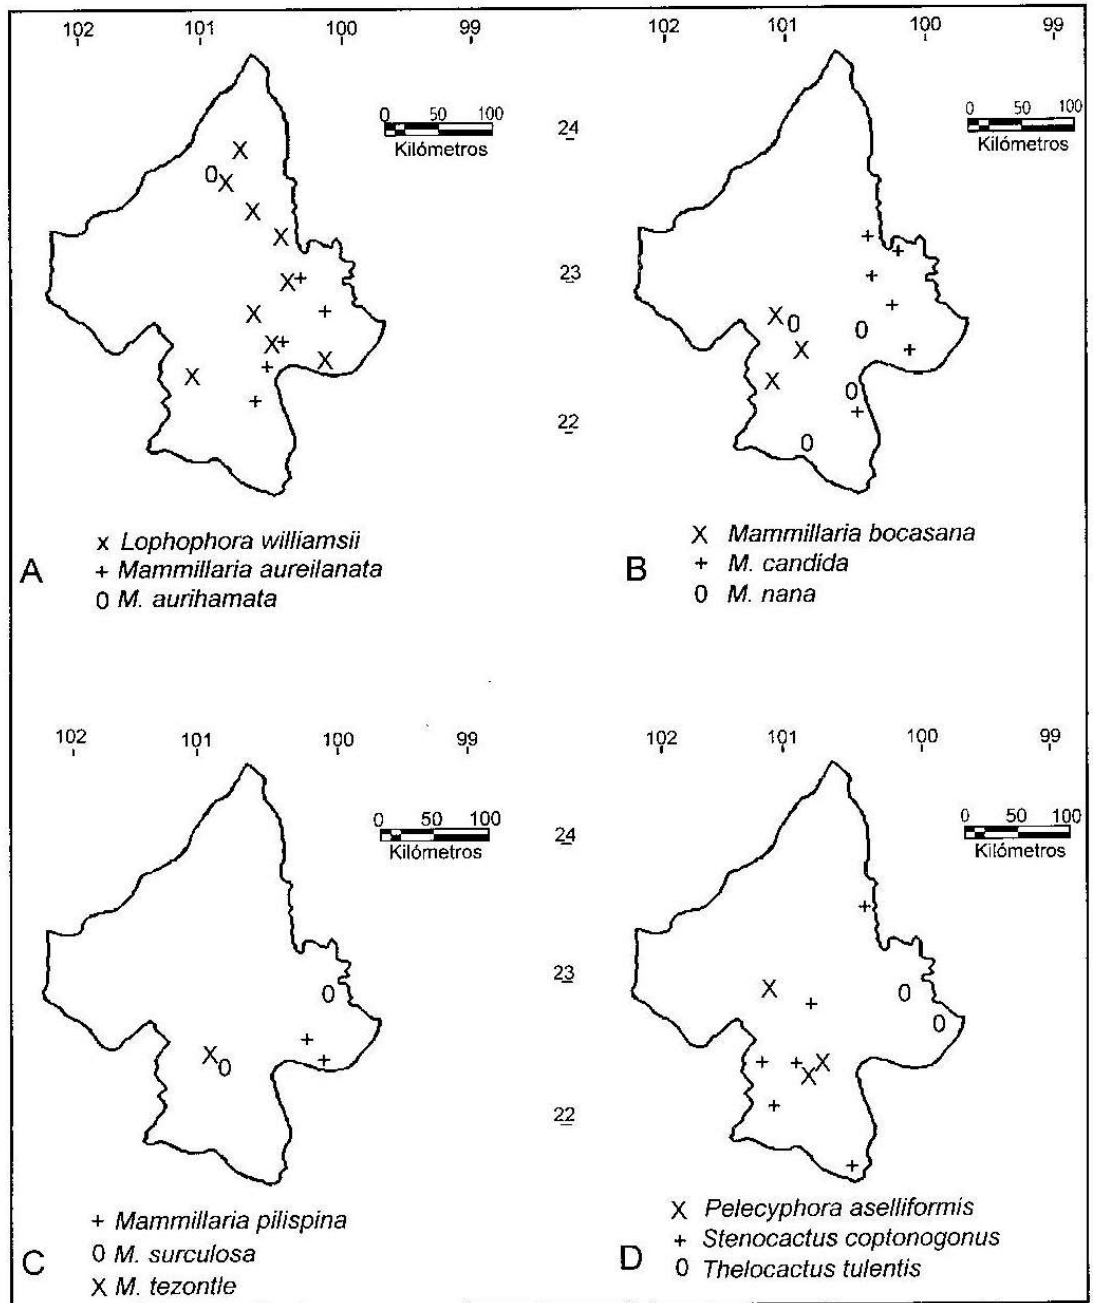 102 101 100 99
102 101 100 99
0 50 100
Kilómetros
0 50 100
Kilómetros
24
23
22
x Lophophora williamsii
+ Mammillaria aureilanata
0 M. aurihamata
A
X Mammillaria bocasana
+ M. candida
0 M. nana
B
102 101 100 99
102 101 100 99
0 50 100
Kilómetros
0 50 100
Kilómetros
24
23
22
+ Mammillaria pilispina
0 M. surculosa
X M. tezontle
C
X Pelecyphora aselliformis
+ Stenocactus coptonogonus
0 Thelocactus tulentis
D